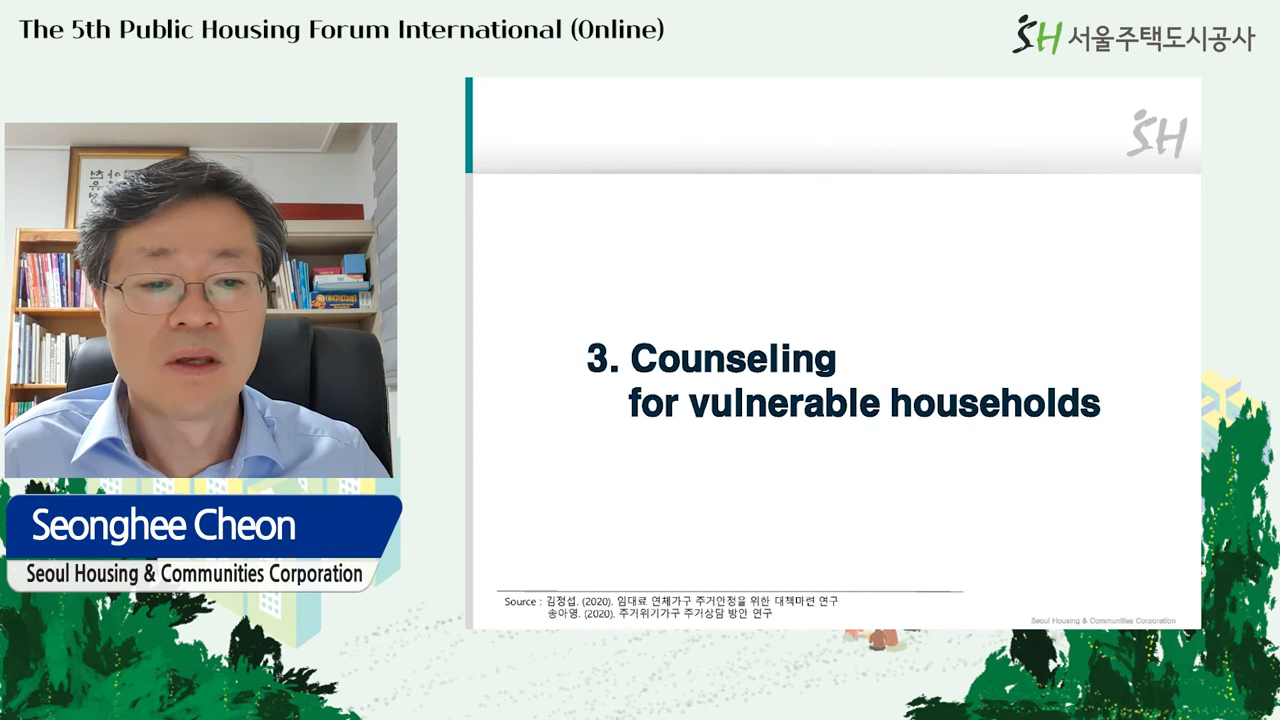 The 5th Public Housing Forum International (Online)
SH 서울주택도시공사
SH
3. Counseling
for vulnerable households
Source : 김정섭. (2020). 임대료 연체가구 주거안정을 위한 대책마련 연구
송아영. (2020). 주거위기가구 주거상담 방안 연구
Seoul Housing & Communities Corporation
Seonghee Cheon
Seoul Housing & Communities Corporation